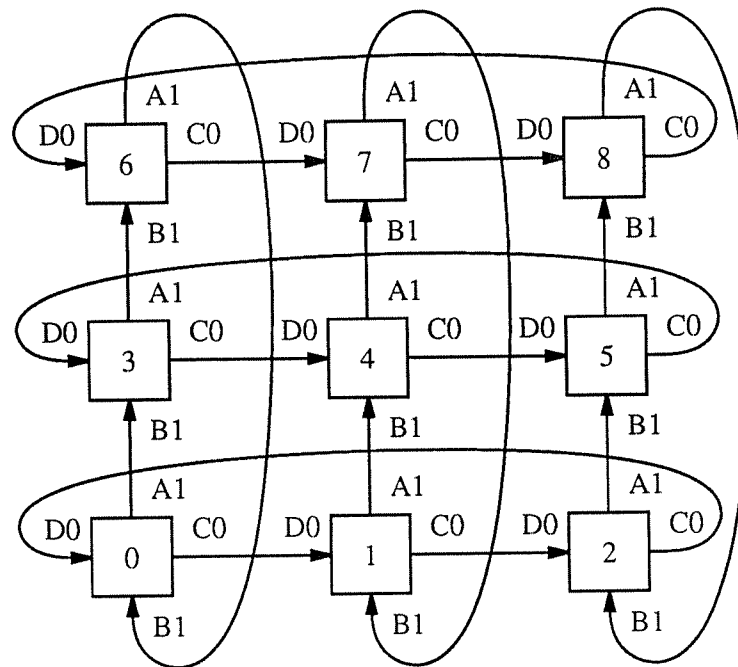 A1 A1 A1
D0 C0 D0 C0 D0 C0
6 7 8
B1 B1 B1
A1 A1 A1
D0 C0 D0 C0 D0 C0
3 4 5
B1 B1 B1
A1 A1 A1
D0 C0 D0 C0 D0 C0
0 1 2
B1 B1 B1